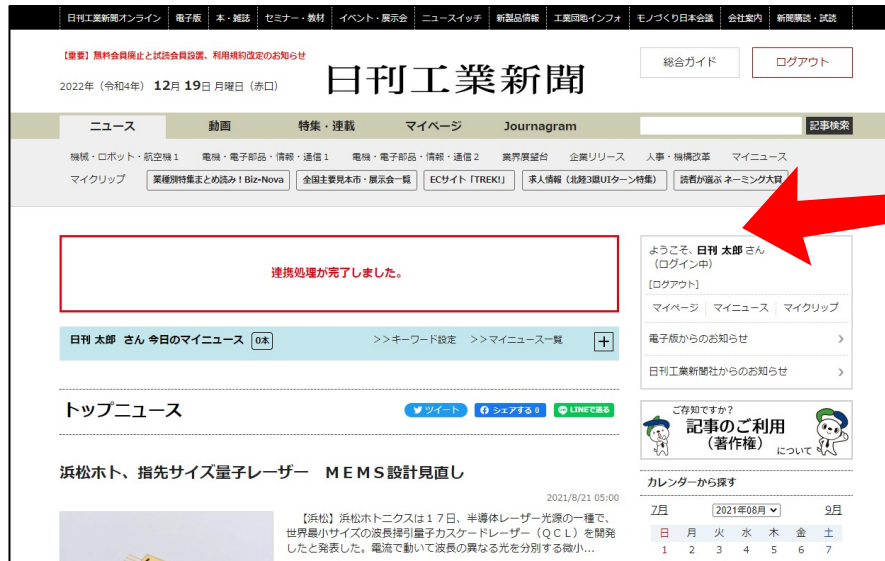 日刊工業新聞オンライン 電子版 本・雑誌 セミナー・教材 イベント・展示会 ニュースイッチ 新製品情報 工業団地インフォ モノづくり日本会議 会社案内 新聞購読・試読
【重要】無料会員廃止と試読会員設置、利用規約改定のお知らせ
2022年（令和4年） 12月 19日 月曜日（赤口）
日刊工業新聞
総合ガイド ログアウト
ニュース 動画 特集・連載 マイページ Journagram 記事検索
機械・ロボット・航空機１ 電機・電子部品・情報・通信１ 電機・電子部品・情報・通信２ 業界展望台 企業リリース 人事・機構改革 マイニュース
マイクリップ 業種別特集まとめ読み！Biz-Nova 全国主要見本市・展示会一覧 ECサイト「TREK!」 求人情報（北陸3県UIターン特集） 読者が選ぶ ネーミング大賞
連携処理が完了しました。
日刊 太郎 さん 今日のマイニュース 0本 >>キーワード設定 >>マイニュース一覧 +
トップニュース ツイート シェアする 0 LINEで送る
浜松ホト、指先サイズ量子レーザー ＭＥＭＳ設計見直し
2021/8/21 05:00
【浜松】浜松ホトニクスは１７日、半導体レーザー光源の一種で、
世界最小サイズの波長掃引量子カスケードレーザー（ＱＣＬ）を開発
したと発表した。電流で動いて波長の異なる光を分別する微小...
ようこそ、日刊 太郎 さん
（ログイン中）
[ログアウト]
マイページ マイニュース マイクリップ
電子版からのお知らせ
日刊工業新聞社からのお知らせ
ご存知ですか？
記事のご利用
（著作権） について
カレンダーから探す
7月 2021年08月 9月
日 月 火 水 木 金 土
1 2 3 4 5 6 7